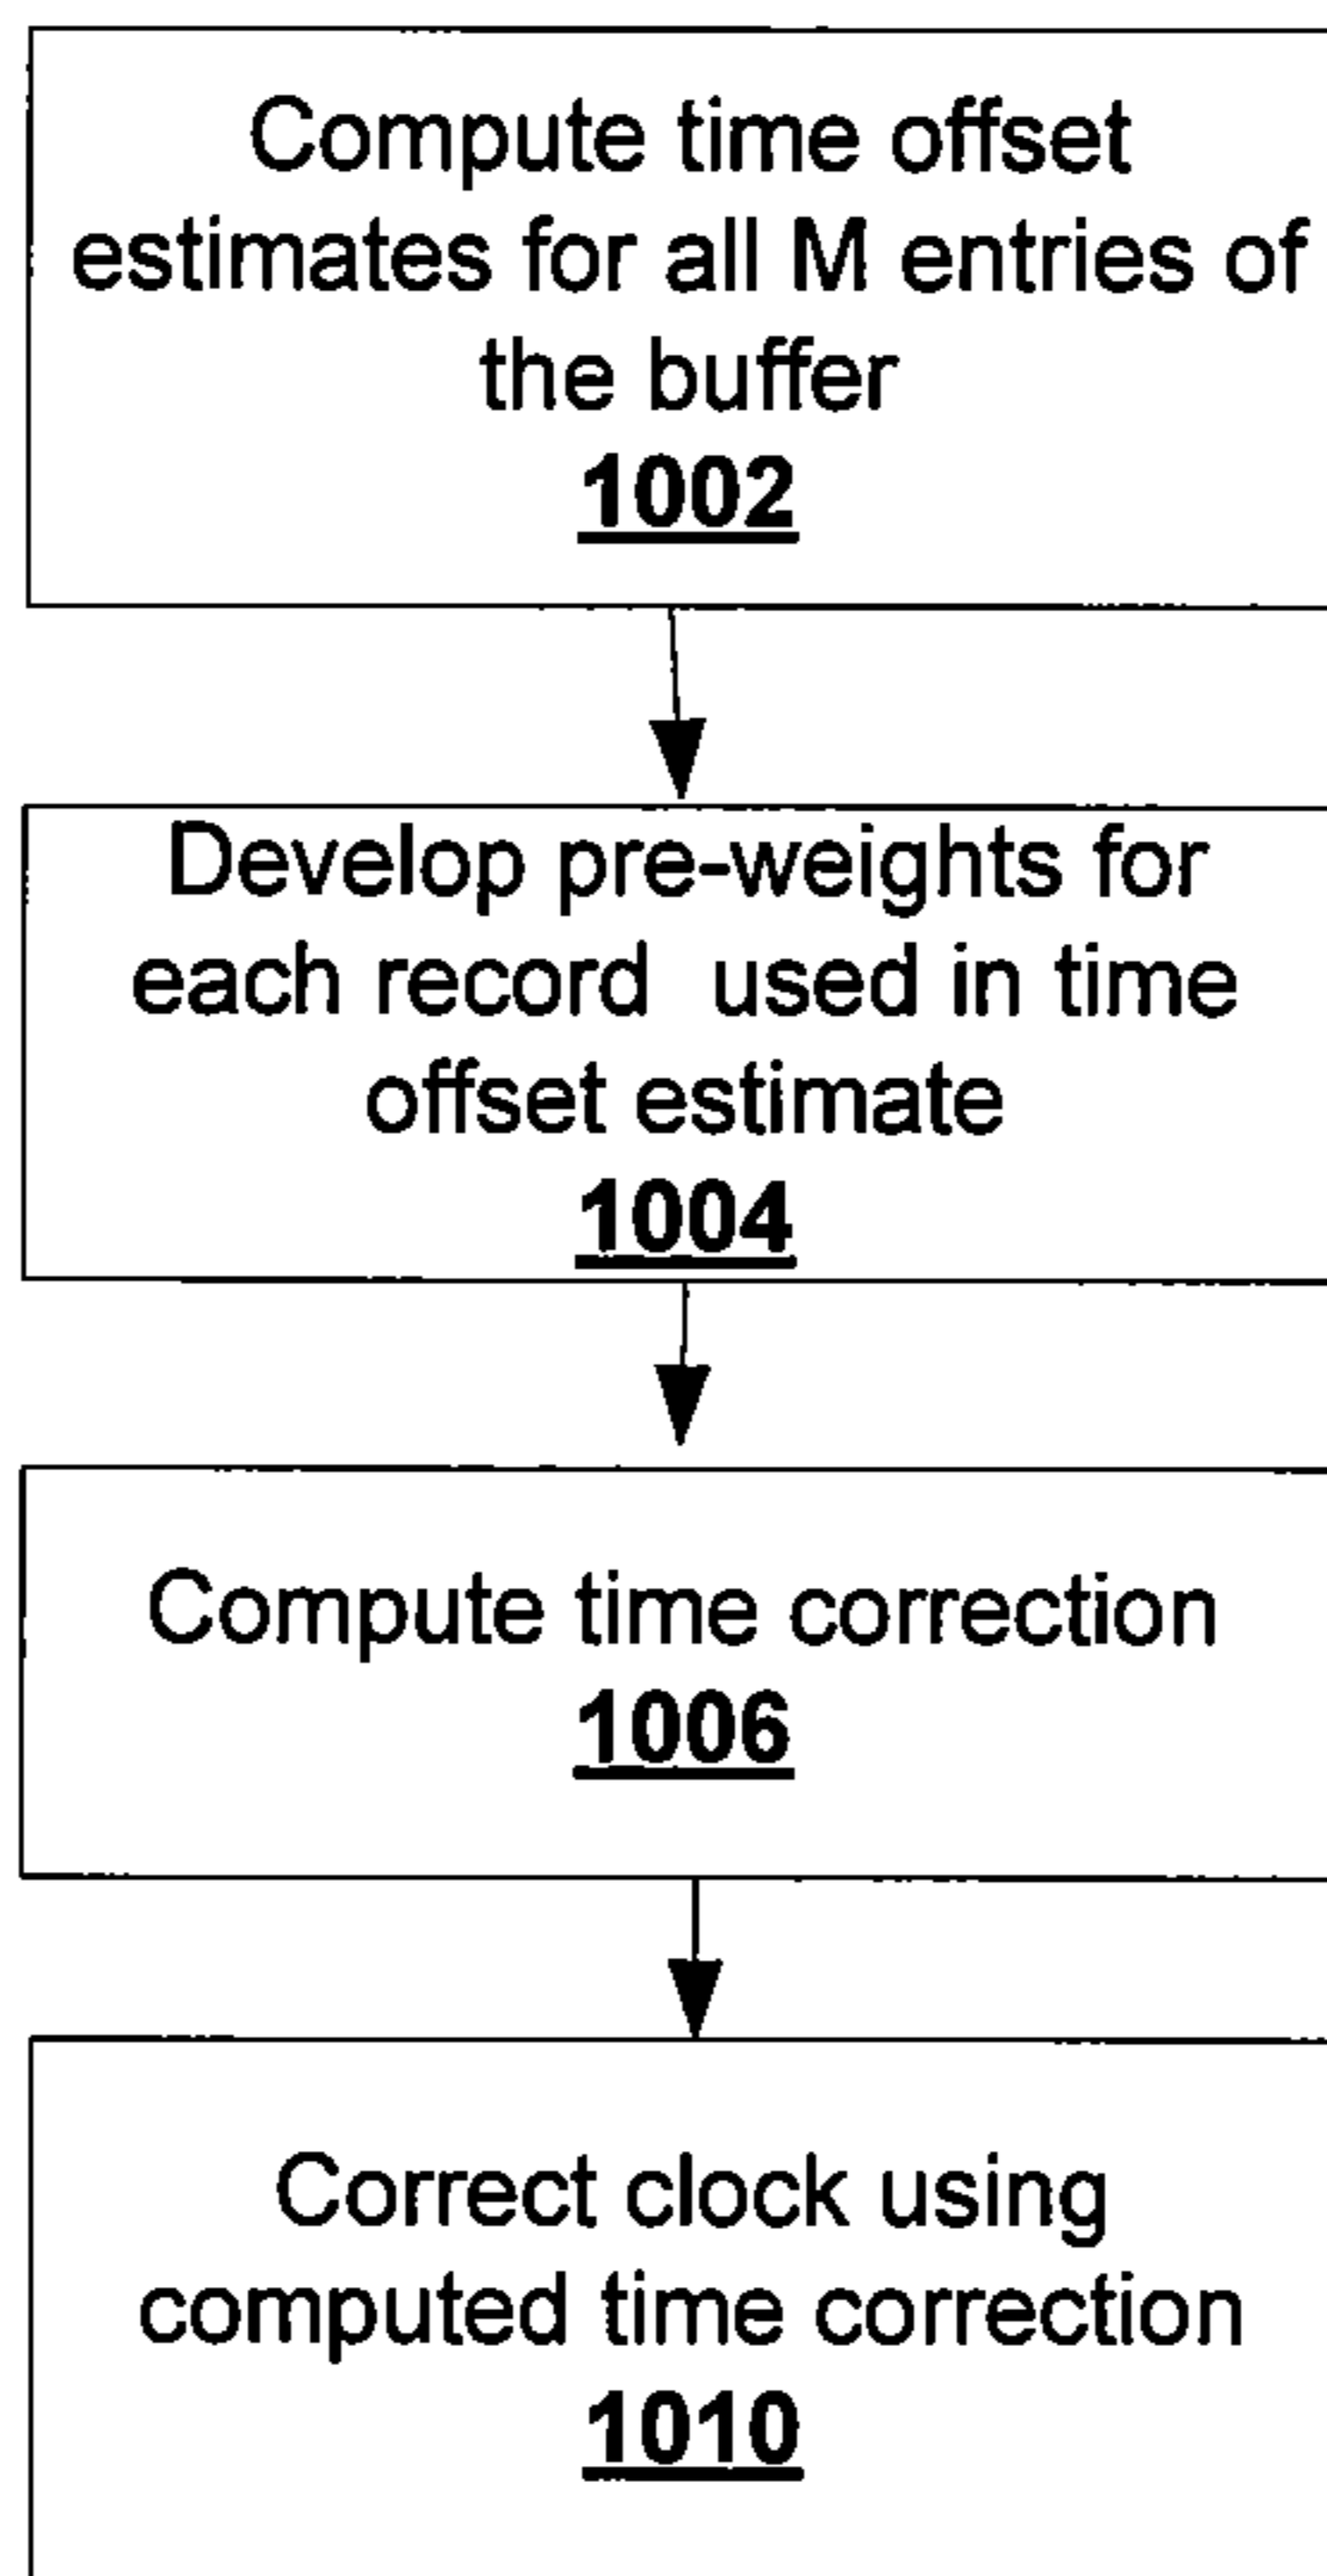 Compute time offset
estimates for all M entries of
the buffer
1002
Develop pre-weights for
each record used in time
offset estimate
1004
Compute time correction
1006
Correct clock using
computed time correction
1010